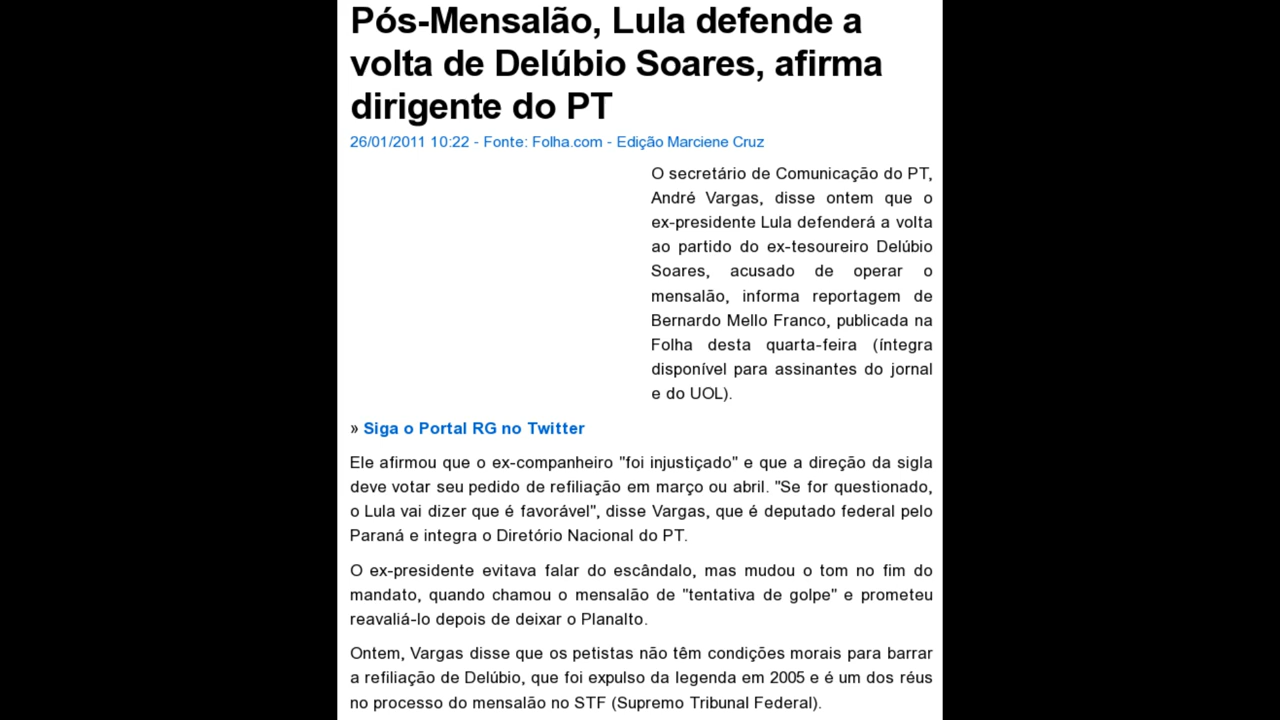 Pós-Mensalão, Lula defende a
volta de Delúbio Soares, afirma
dirigente do PT
26/01/2011 10:22 - Fonte: Folha.com - Edição Marciene Cruz
O secretário de Comunicação do PT,
André Vargas, disse ontem que o
ex-presidente Lula defenderá a volta
ao partido do ex-tesoureiro Delúbio
Soares, acusado de operar o
mensalão, informa reportagem de
Bernardo Mello Franco, publicada na
Folha desta quarta-feira (íntegra
disponível para assinantes do jornal
e do UOL).
» Siga o Portal RG no Twitter
Ele afirmou que o ex-companheiro "foi injustiçado" e que a direção da sigla
deve votar seu pedido de refiliação em março ou abril. "Se for questionado,
o Lula vai dizer que é favorável", disse Vargas, que é deputado federal pelo
Paraná e integra o Diretório Nacional do PT.
O ex-presidente evitava falar do escândalo, mas mudou o tom no fim do
mandato, quando chamou o mensalão de "tentativa de golpe" e prometeu
reavaliá-lo depois de deixar o Planalto.
Ontem, Vargas disse que os petistas não têm condições morais para barrar
a refiliação de Delúbio, que foi expulso da legenda em 2005 e é um dos réus
no processo do mensalão no STF (Supremo Tribunal Federal).